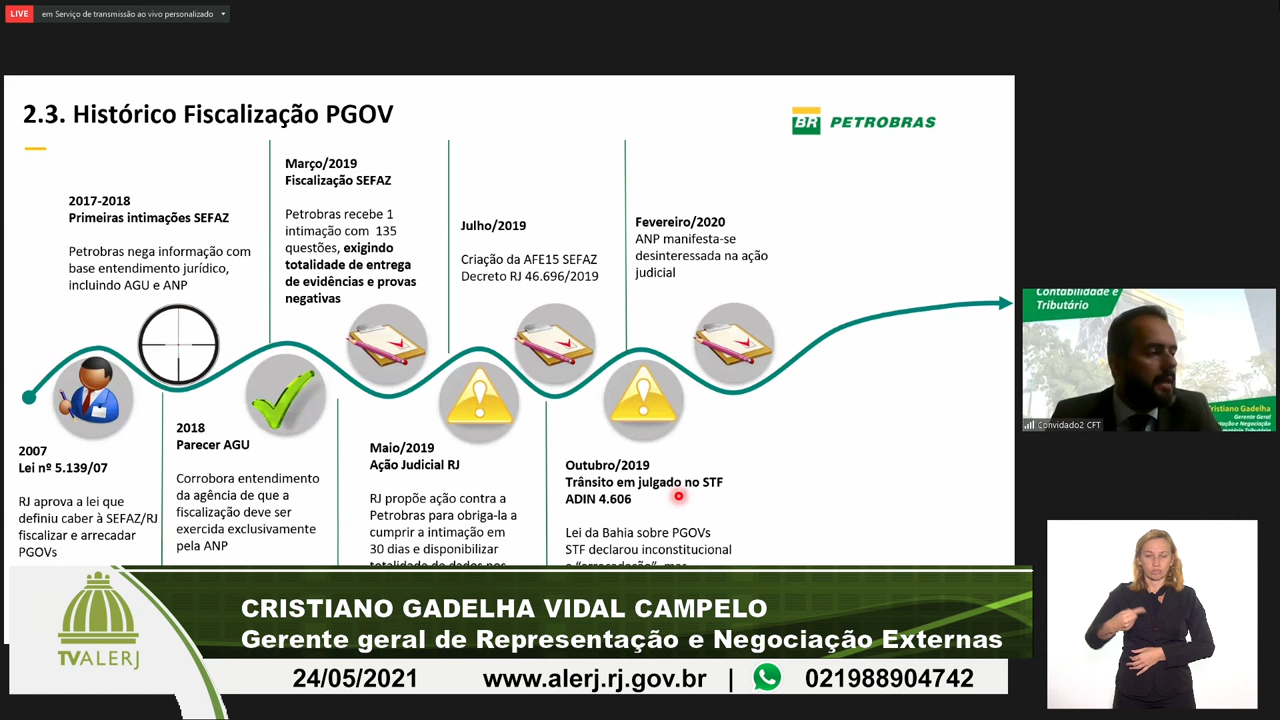 LIVE
em Serviço de transmissão ao vivo personalizado
2.3. Histórico Fiscalização PGOV
BR PETROBRAS
2017-2018
Primeiras intimações SEFAZ
Petrobras nega informação com
base entendimento jurídico,
incluindo AGU e ANP
Março/2019
Fiscalização SEFAZ
Petrobras recebe 1
intimação com 135
questões, exigindo
totalidade de entrega
de evidências e provas
negativas
Julho/2019
Criação da AFE15 SEFAZ
Decreto RJ 46.696/2019
Fevereiro/2020
ANP manifesta-se
desinteressada na ação
judicial
2007
Lei nº 5.139/07
RJ aprova a lei que
definiu caber à SEFAZ/RJ
fiscalizar e arrecadar
PGOVs
2018
Parecer AGU
Corrobora entendimento
da agência de que a
fiscalização deve ser
exercida exclusivamente
pela ANP
Maio/2019
Ação Judicial RJ
RJ propõe ação contra a
Petrobras para obriga-la a
cumprir a intimação em
30 dias e disponibilizar
totalidade de dados nos
Outubro/2019
Trânsito em julgado no STF
ADIN 4.606
Lei da Bahia sobre PGOVs
STF declarou inconstitucional
a "arrecadação", mas
Contabilidade e
Tributário
Cristiano Gadelha
Gerente Geral
Convidado2 CFT
TVALERJ
CRISTIANO GADELHA VIDAL CAMPELO
Gerente geral de Representação e Negociação Externas
24/05/2021 www.alerj.rj.gov.br | 021988904742